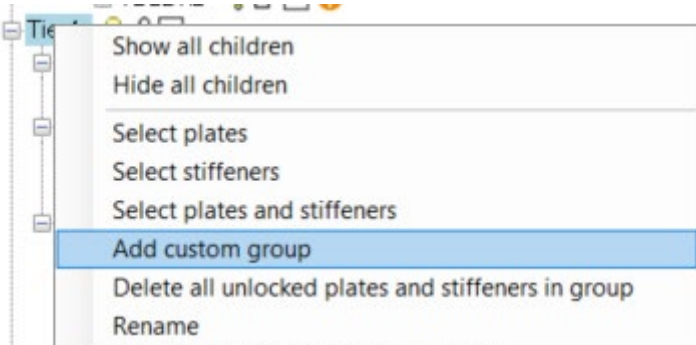 Tie
Show all children
Hide all children
Select plates
Select stiffeners
Select plates and stiffeners
Add custom group
Delete all unlocked plates and stiffeners in group
Rename